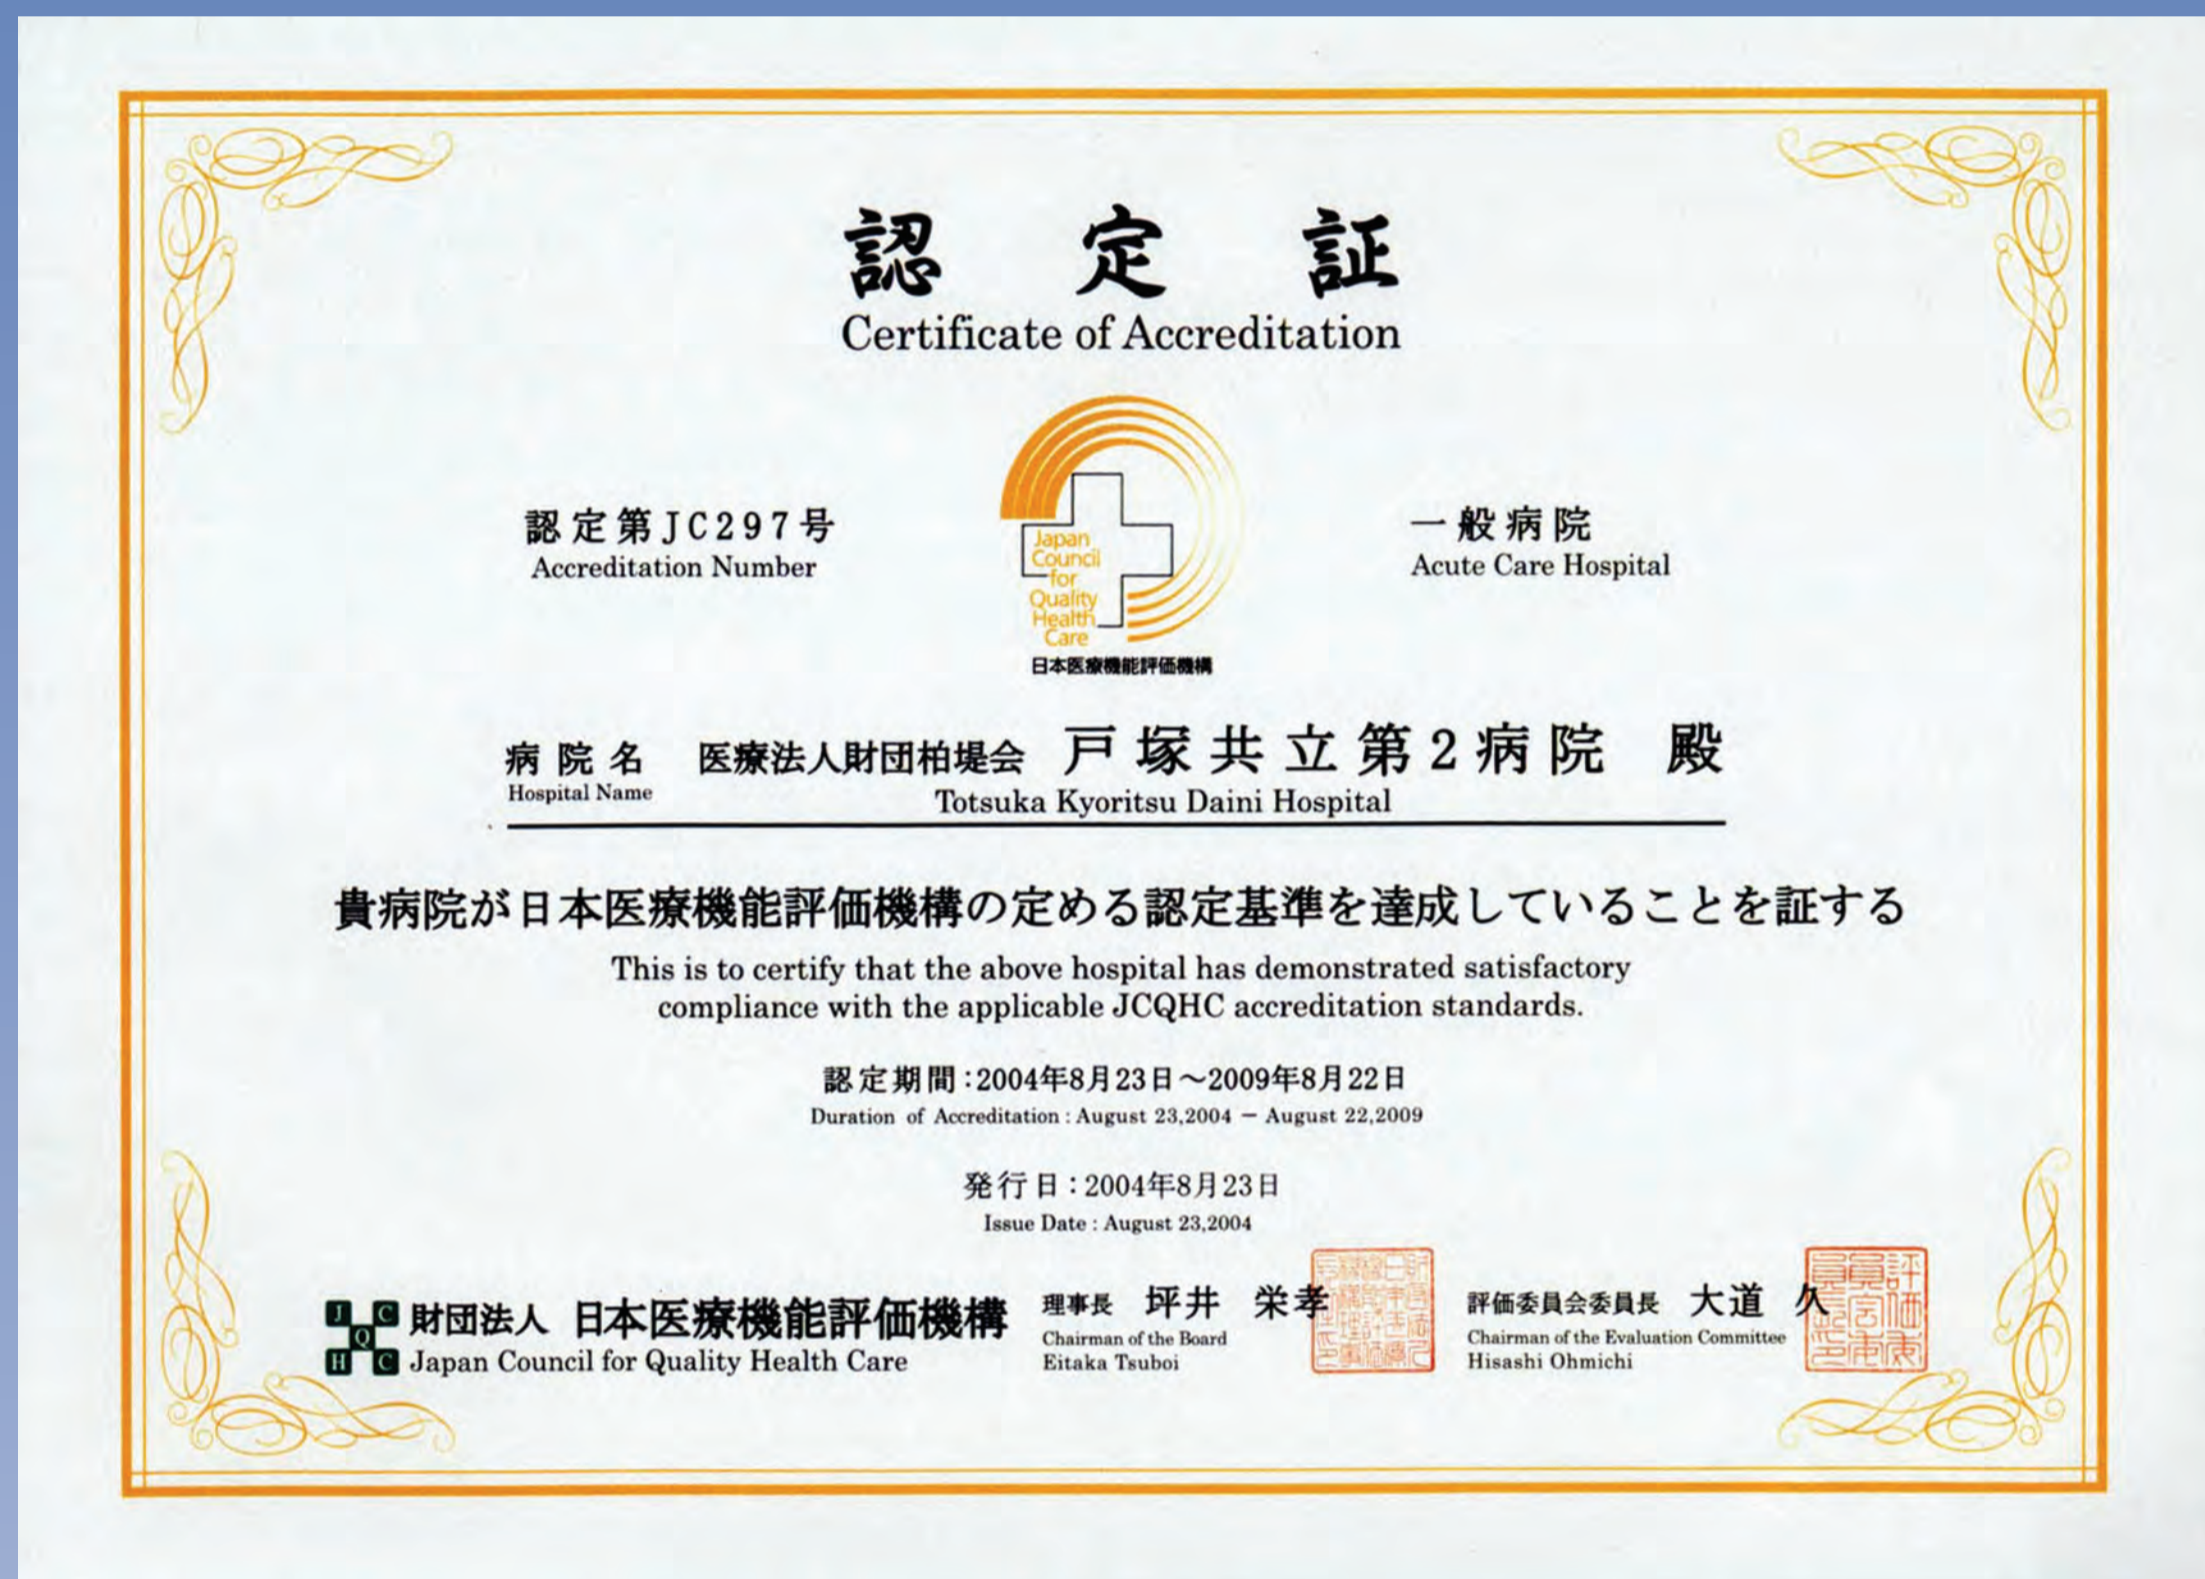 認定証
Certificate of Accreditation
認定第JC297号
Accreditation Number
Japan
Council
for
Quality
Health
Care
日本医療機能評価機構
一般病院
Acute Care Hospital
病院名 医療法人財団柏堤会 戸塚共立第2病院 殿
Hospital Name Totsuka Kyoritsu Daini Hospital
貴病院が日本医療機能評価機構の定める認定基準を達成していることを証する
This is to certify that the above hospital has demonstrated satisfactory
compliance with the applicable JCQHC accreditation standards.
認定期間:2004年8月23日～2009年8月22日
Duration of Accreditation : August 23,2004 － August 22,2009
発行日:2004年8月23日
Issue Date : August 23,2004
J C
Q
H C
財団法人 日本医療機能評価機構
Japan Council for Quality Health Care
理事長 坪井 栄孝
Chairman of the Board
Eitaka Tsuboi
評価委員会委員長 大道 久
Chairman of the Evaluation Committee
Hisashi Ohmichi